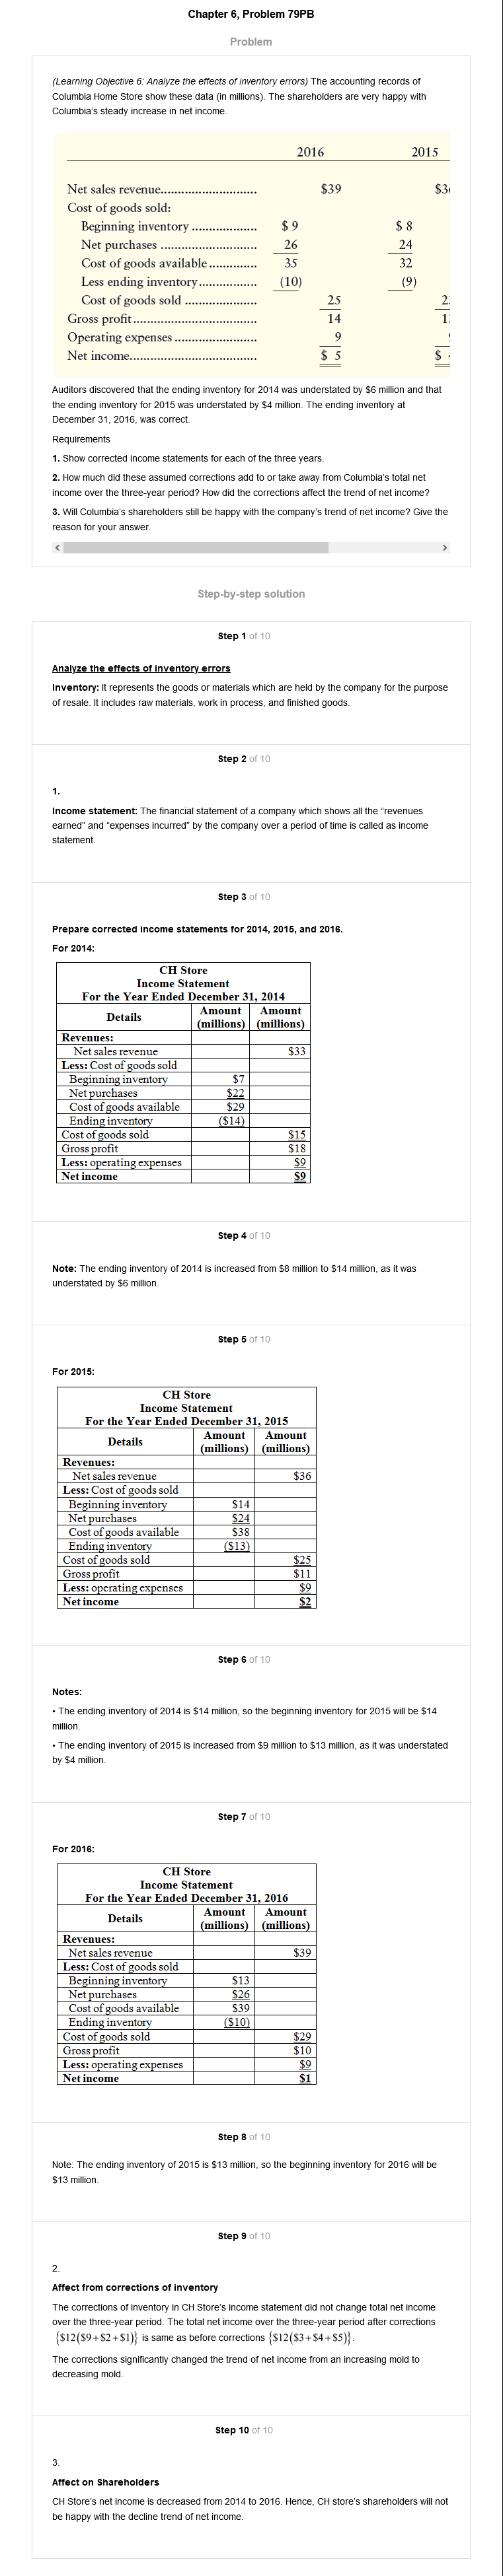 Chapter 6, Problem 79PB
Problem
(Learning Objective 6: Analyze the effects of inventory errors) The accounting records of
Columbia Home Store show these data (in millions). The shareholders are very happy with
Columbia's steady increase in net income.
2016 2015
Net sales revenue............................ $39
Cost of goods sold:
Beginning inventory ................... $ 9 $ 8
Net purchases ............................ 26 24
Cost of goods available .............. 35 32
Less ending inventory................. (10) (9)
Cost of goods sold ..................... 25
Gross profit.................................... 14
Operating expenses ........................ 9
Net income..................................... $ 5 $
Auditors discovered that the ending inventory for 2014 was understated by $6 million and that
the ending inventory for 2015 was understated by $4 million. The ending inventory at
December 31, 2016, was correct.
Requirements
1. Show corrected income statements for each of the three years.
2. How much did these assumed corrections add to or take away from Columbia's total net
income over the three-year period? How did the corrections affect the trend of net income?
3. Will Columbia's shareholders still be happy with the company's trend of net income? Give the
reason for your answer.
Step-by-step solution
Step 1 of 10
Analyze the effects of inventory errors
Inventory: It represents the goods or materials which are held by the company for the purpose
of resale. It includes raw materials, work in process, and finished goods.
Step 2 of 10
1.
Income statement: The financial statement of a company which shows all the "revenues
earned" and "expenses incurred" by the company over a period of time is called as income
statement.
Step 3 of 10
Prepare corrected income statements for 2014, 2015, and 2016.
For 2014:
CH Store
Income Statement
For the Year Ended December 31, 2014
Details Amount (millions) Amount (millions)
Revenues:
Net sales revenue $33
Less: Cost of goods sold
Beginning inventory $7
Net purchases $22
Cost of goods available $29
Ending inventory ($14)
Cost of goods sold $15
Gross profit $18
Less: operating expenses $9
Net income $9
Step 4 of 10
Note: The ending inventory of 2014 is increased from $8 million to $14 million, as it was
understated by $6 million.
Step 5 of 10
For 2015:
CH Store
Income Statement
For the Year Ended December 31, 2015
Details Amount (millions) Amount (millions)
Revenues:
Net sales revenue $36
Less: Cost of goods sold
Beginning inventory $14
Net purchases $24
Cost of goods available $38
Ending inventory ($13)
Cost of goods sold $25
Gross profit $11
Less: operating expenses $9
Net income $2
Step 6 of 10
Notes:
• The ending inventory of 2014 is $14 million, so the beginning inventory for 2015 will be $14
million.
• The ending inventory of 2015 is increased from $9 million to $13 million, as it was understated
by $4 million.
Step 7 of 10
For 2016:
CH Store
Income Statement
For the Year Ended December 31, 2016
Details Amount (millions) Amount (millions)
Revenues:
Net sales revenue $39
Less: Cost of goods sold
Beginning inventory $13
Net purchases $26
Cost of goods available $39
Ending inventory ($10)
Cost of goods sold $29
Gross profit $10
Less: operating expenses $9
Net income $1
Step 8 of 10
Note: The ending inventory of 2015 is $13 million, so the beginning inventory for 2016 will be
$13 million.
Step 9 of 10
2.
Affect from corrections of inventory
The corrections of inventory in CH Store's income statement did not change total net income
over the three-year period. The total net income over the three-year period after corrections
{$12($9+$2+$1)} is same as before corrections {$12($3+$4+$5)}.
The corrections significantly changed the trend of net income from an increasing mold to
decreasing mold.
Step 10 of 10
3.
Affect on Shareholders
CH Store's net income is decreased from 2014 to 2016. Hence, CH store's shareholders will not
be happy with the decline trend of net income.